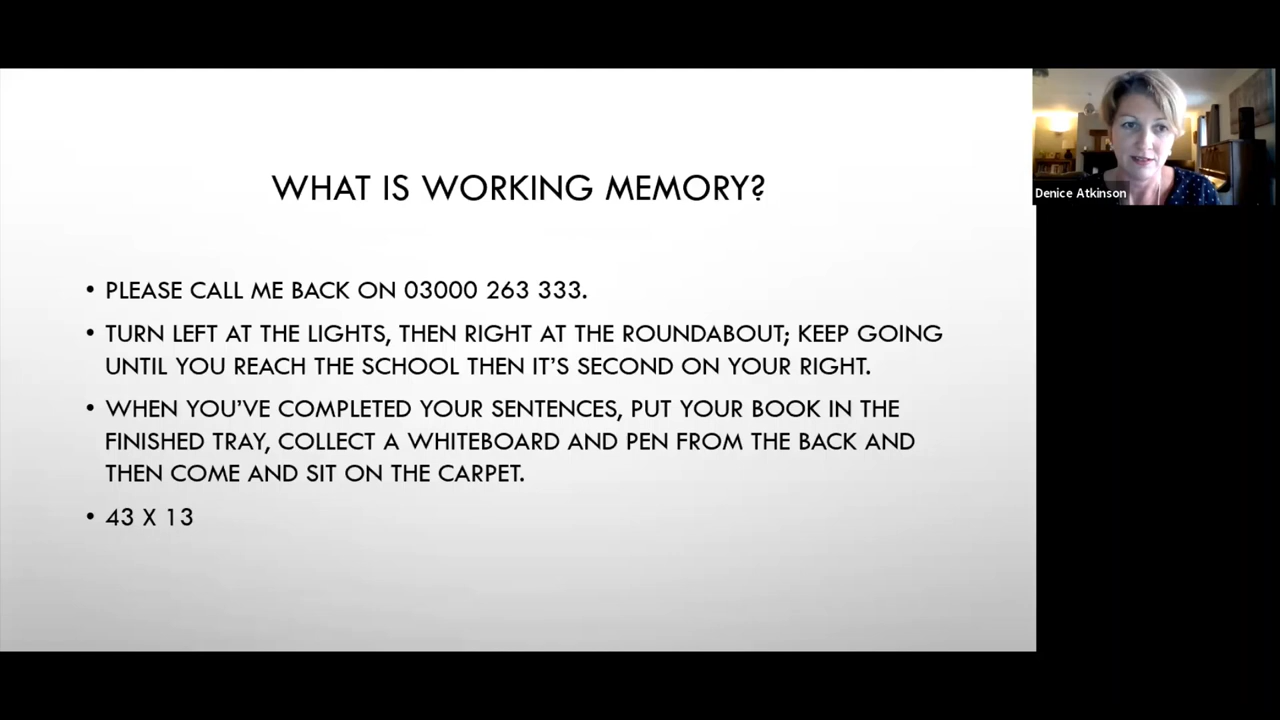 WHAT IS WORKING MEMORY?
• PLEASE CALL ME BACK ON 03000 263 333.
• TURN LEFT AT THE LIGHTS, THEN RIGHT AT THE ROUNDABOUT; KEEP GOING
UNTIL YOU REACH THE SCHOOL THEN IT'S SECOND ON YOUR RIGHT.
• WHEN YOU'VE COMPLETED YOUR SENTENCES, PUT YOUR BOOK IN THE
FINISHED TRAY, COLLECT A WHITEBOARD AND PEN FROM THE BACK AND
THEN COME AND SIT ON THE CARPET.
• 43 X 13
Denice Atkinson